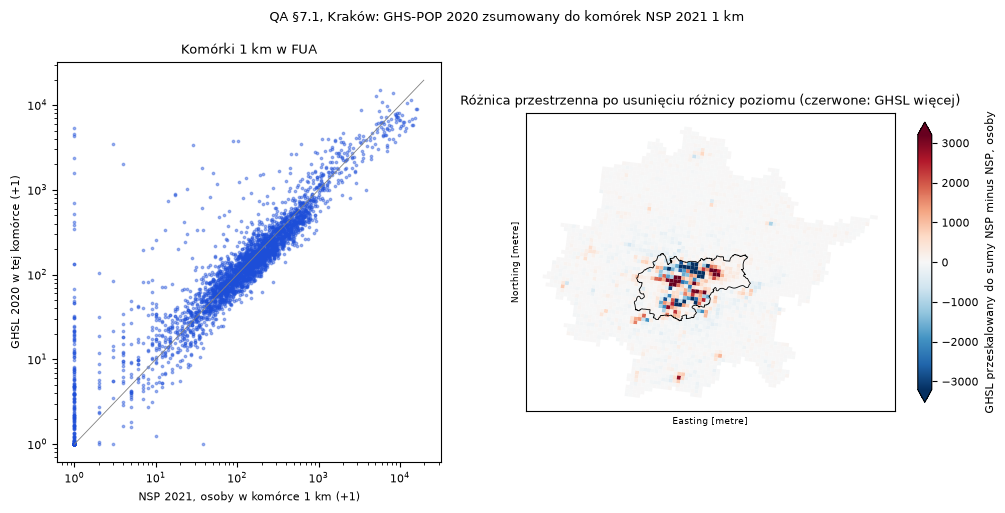 QA §7.1, Kraków: GHS-POP 2020 zsumowany do komórek NSP 2021 1 km
Komórki 1 km w FUA
GHSL 2020 w tej komórce (+1)
10⁴
10³
10²
10¹
10⁰
10⁰ 10¹ 10² 10³ 10⁴
NSP 2021, osoby w komórce 1 km (+1)
Różnica przestrzenna po usunięciu różnicy poziomu (czerwone: GHSL więcej)
Northing [metre]
Easting [metre]
3000
2000
1000
0
−1000
−2000
−3000
GHSL przeskalowany do sumy NSP minus NSP, osoby